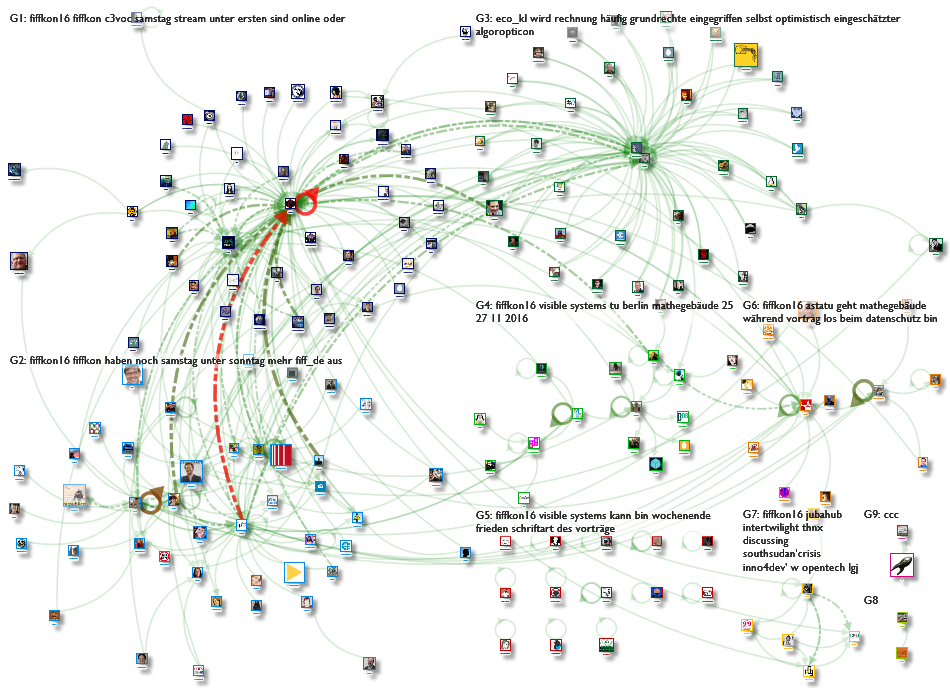 G1: fiffkon16 fiffkon c3voc samstag stream unter ersten sind online oder
G3: eco_kl wird rechnung häufig grundrechte eingegriffen selbst optimistisch eingeschätzter
algoropticon
G4: fiffkon16 visible systems tu berlin mathegebäude 25
27 11 2016
G6: fiffkon16 astatu geht mathegebäude
während vortrag los beim datenschutz bin
G2: fiffkon16 fiffkon haben noch samstag unter sonntag mehr fiff_de aus
G5: fiffkon16 visible systems kann bin wochenende
frieden schriftart des vorträge
G7: fiffkon16 jubahub
intertwilight thnx
discussing
southsudan'crisis
inno4dev' w opentech lgj
G9: ccc
G8